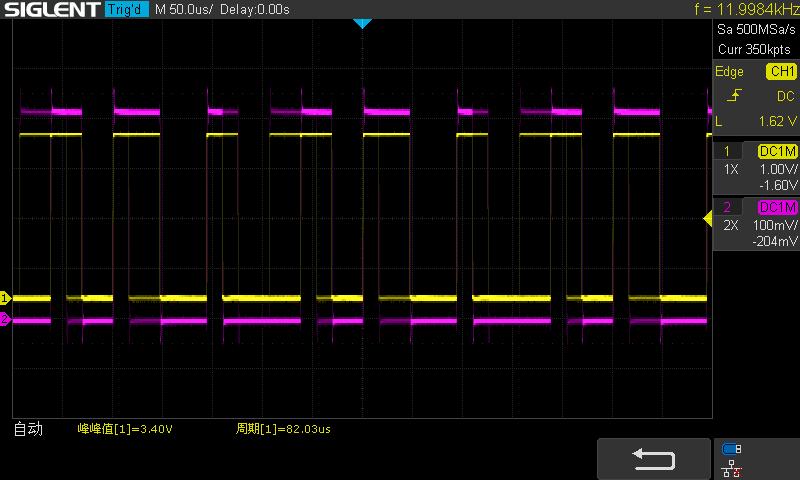 SIGLENT Trig'd M 50.0us/ Delay:0.00s f = 11.9984kHz
Sa 500MSa/s
Curr 350kpts
Edge CH1
DC
L 1.62 V
1 DC1M
1X 1.00V/
-1.60V
2 DC1M
2X 100mV/
-204mV
1
2
自动 峰峰值[1]=3.40V 周期[1]=82.03us